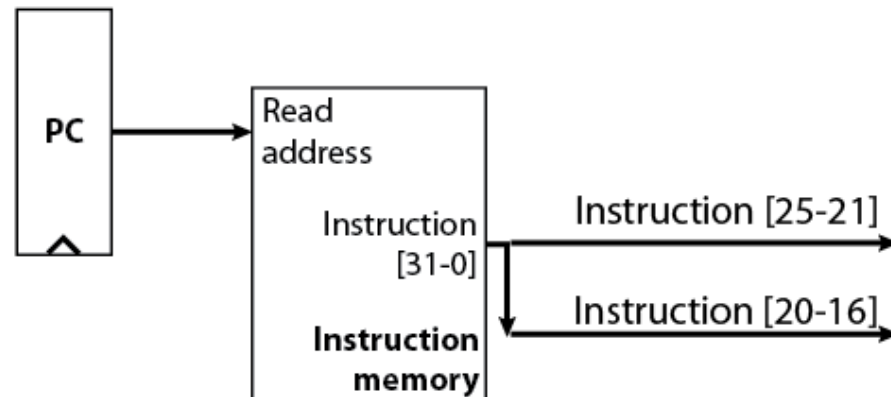 PC
Read
address
Instruction
[31-0]
Instruction
memory
Instruction [25-21]
Instruction [20-16]